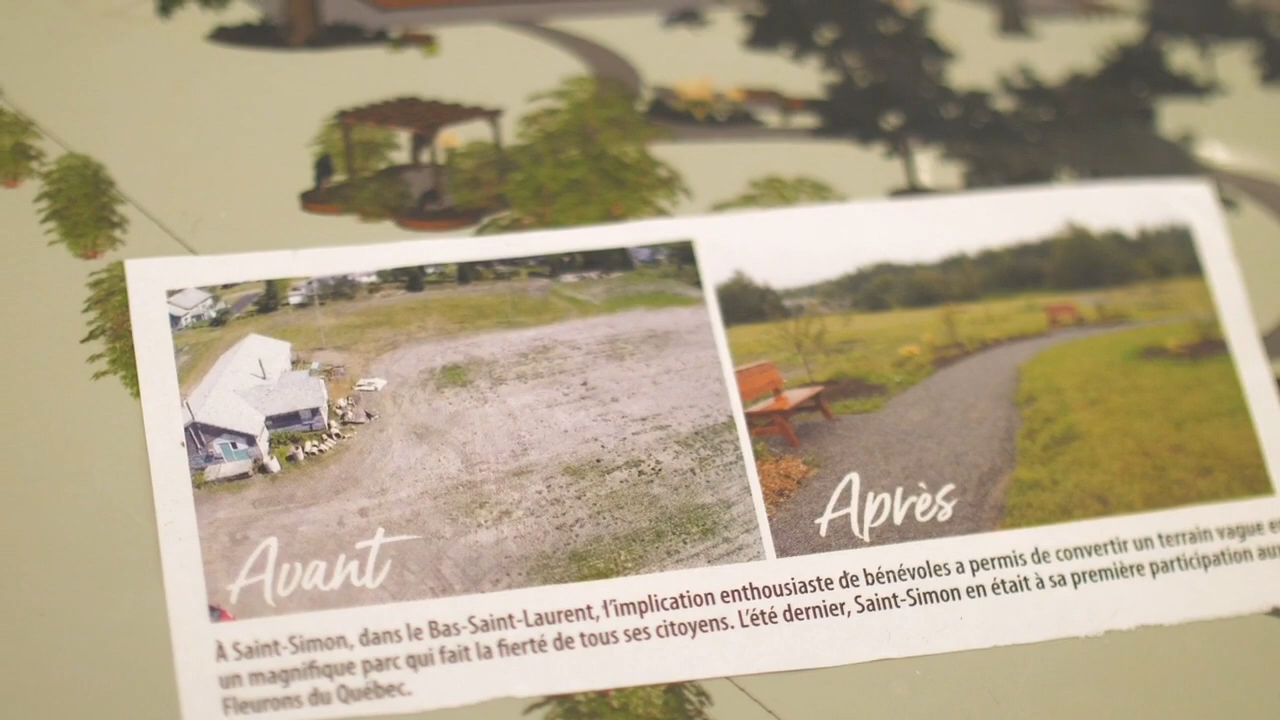 Avant
Après
À Saint-Simon, dans le Bas-Saint-Laurent, l'implication enthousiaste de bénévoles a permis de convertir un terrain vague
un magnifique parc qui fait la fierté de tous ses citoyens. L'été dernier, Saint-Simon en était à sa première participation
Fleurons du Québec.